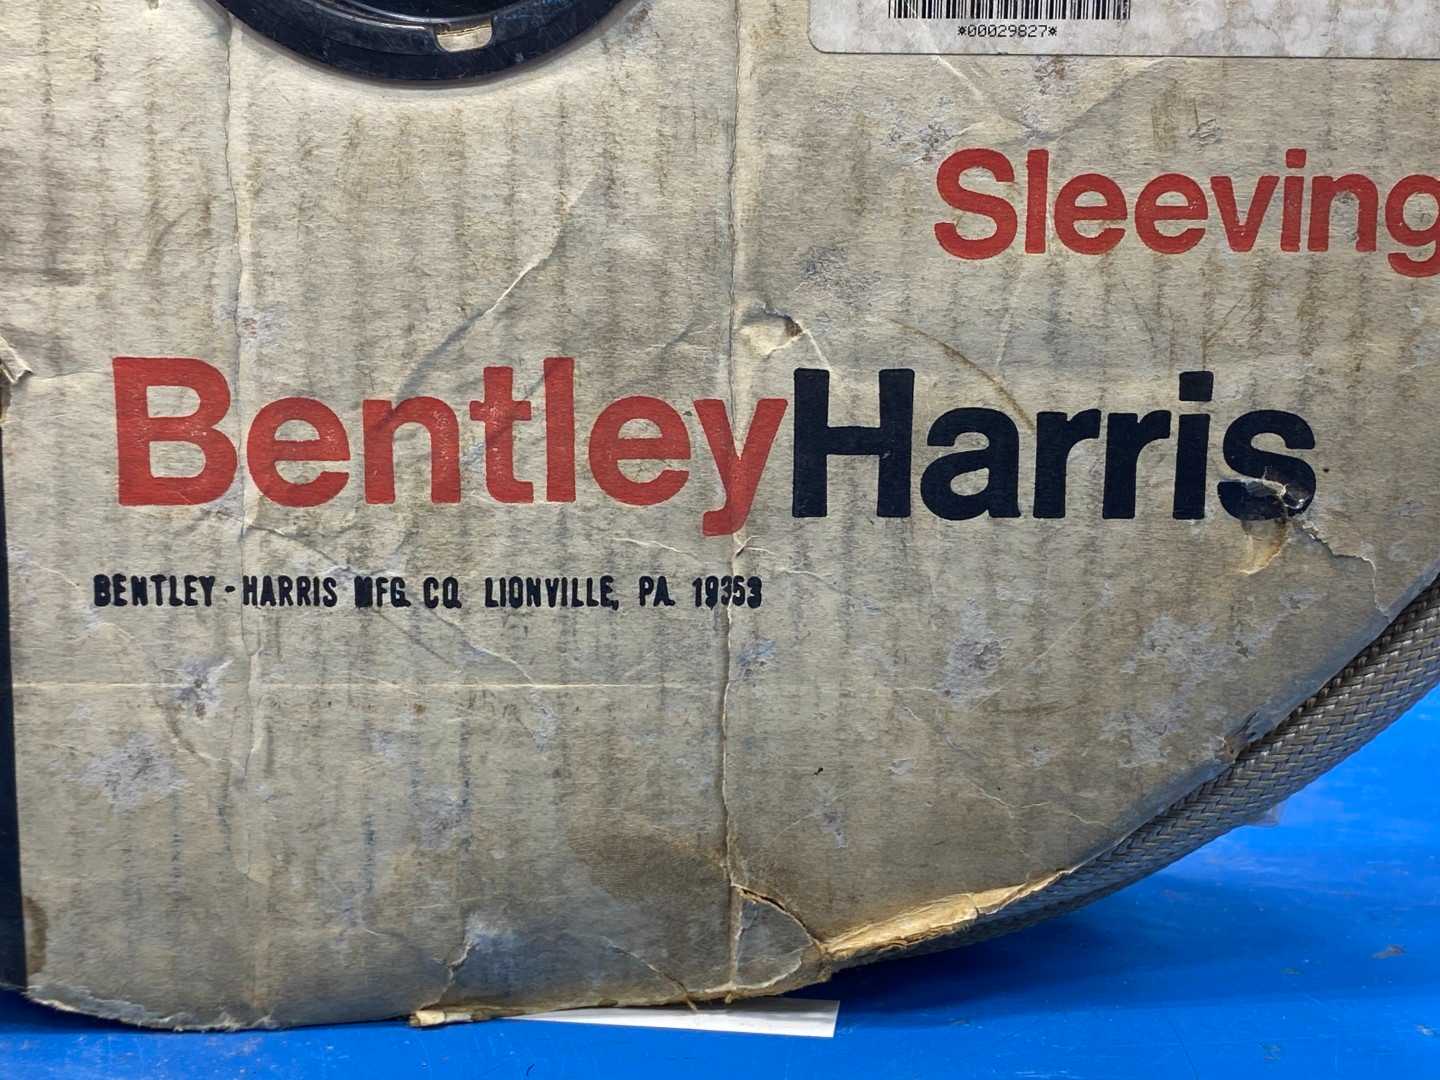 *00029827*
Sleeving
BentleyHarris
BENTLEY-HARRIS MFG. CO. LIONVILLE, PA. 19353